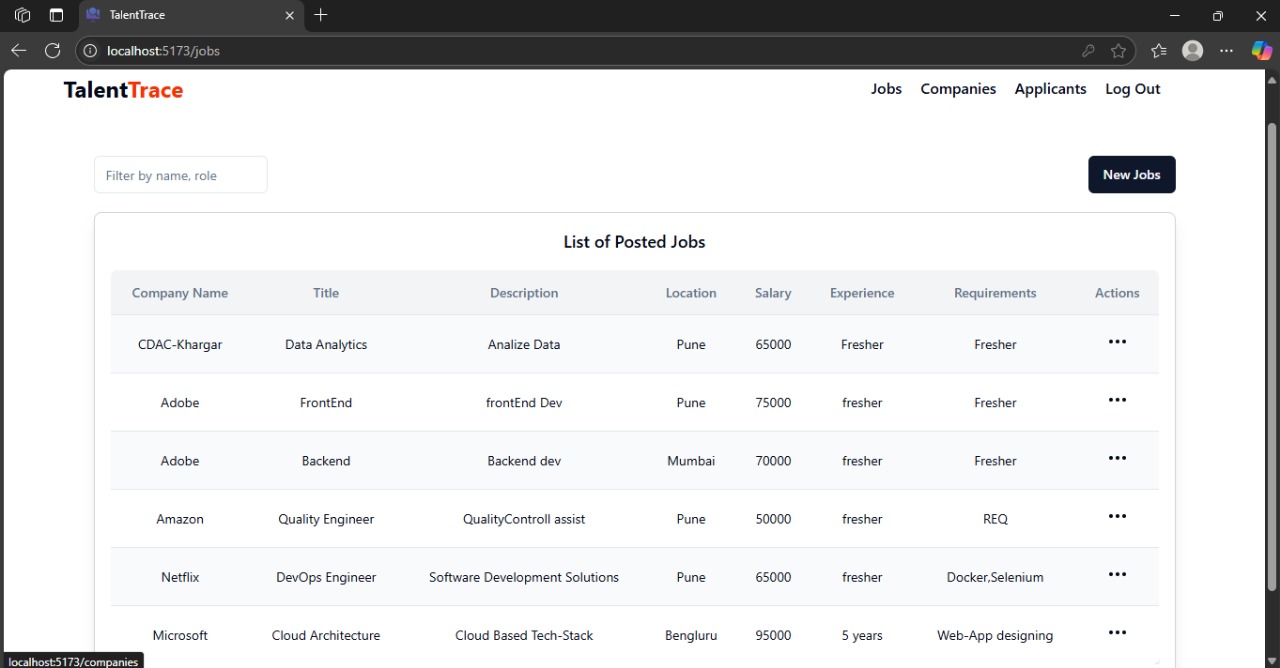 TalentTrace
localhost:5173/jobs
TalentTrace Jobs Companies Applicants Log Out
Filter by name, role New Jobs
List of Posted Jobs
Company Name Title Description Location Salary Experience Requirements Actions
CDAC-Khargar Data Analytics Analize Data Pune 65000 Fresher Fresher
Adobe FrontEnd frontEnd Dev Pune 75000 fresher Fresher
Adobe Backend Backend dev Mumbai 70000 fresher Fresher
Amazon Quality Engineer QualityControll assist Pune 50000 fresher REQ
Netflix DevOps Engineer Software Development Solutions Pune 65000 fresher Docker,Selenium
Microsoft Cloud Architecture Cloud Based Tech-Stack Bengluru 95000 5 years Web-App designing
localhost:5173/companies